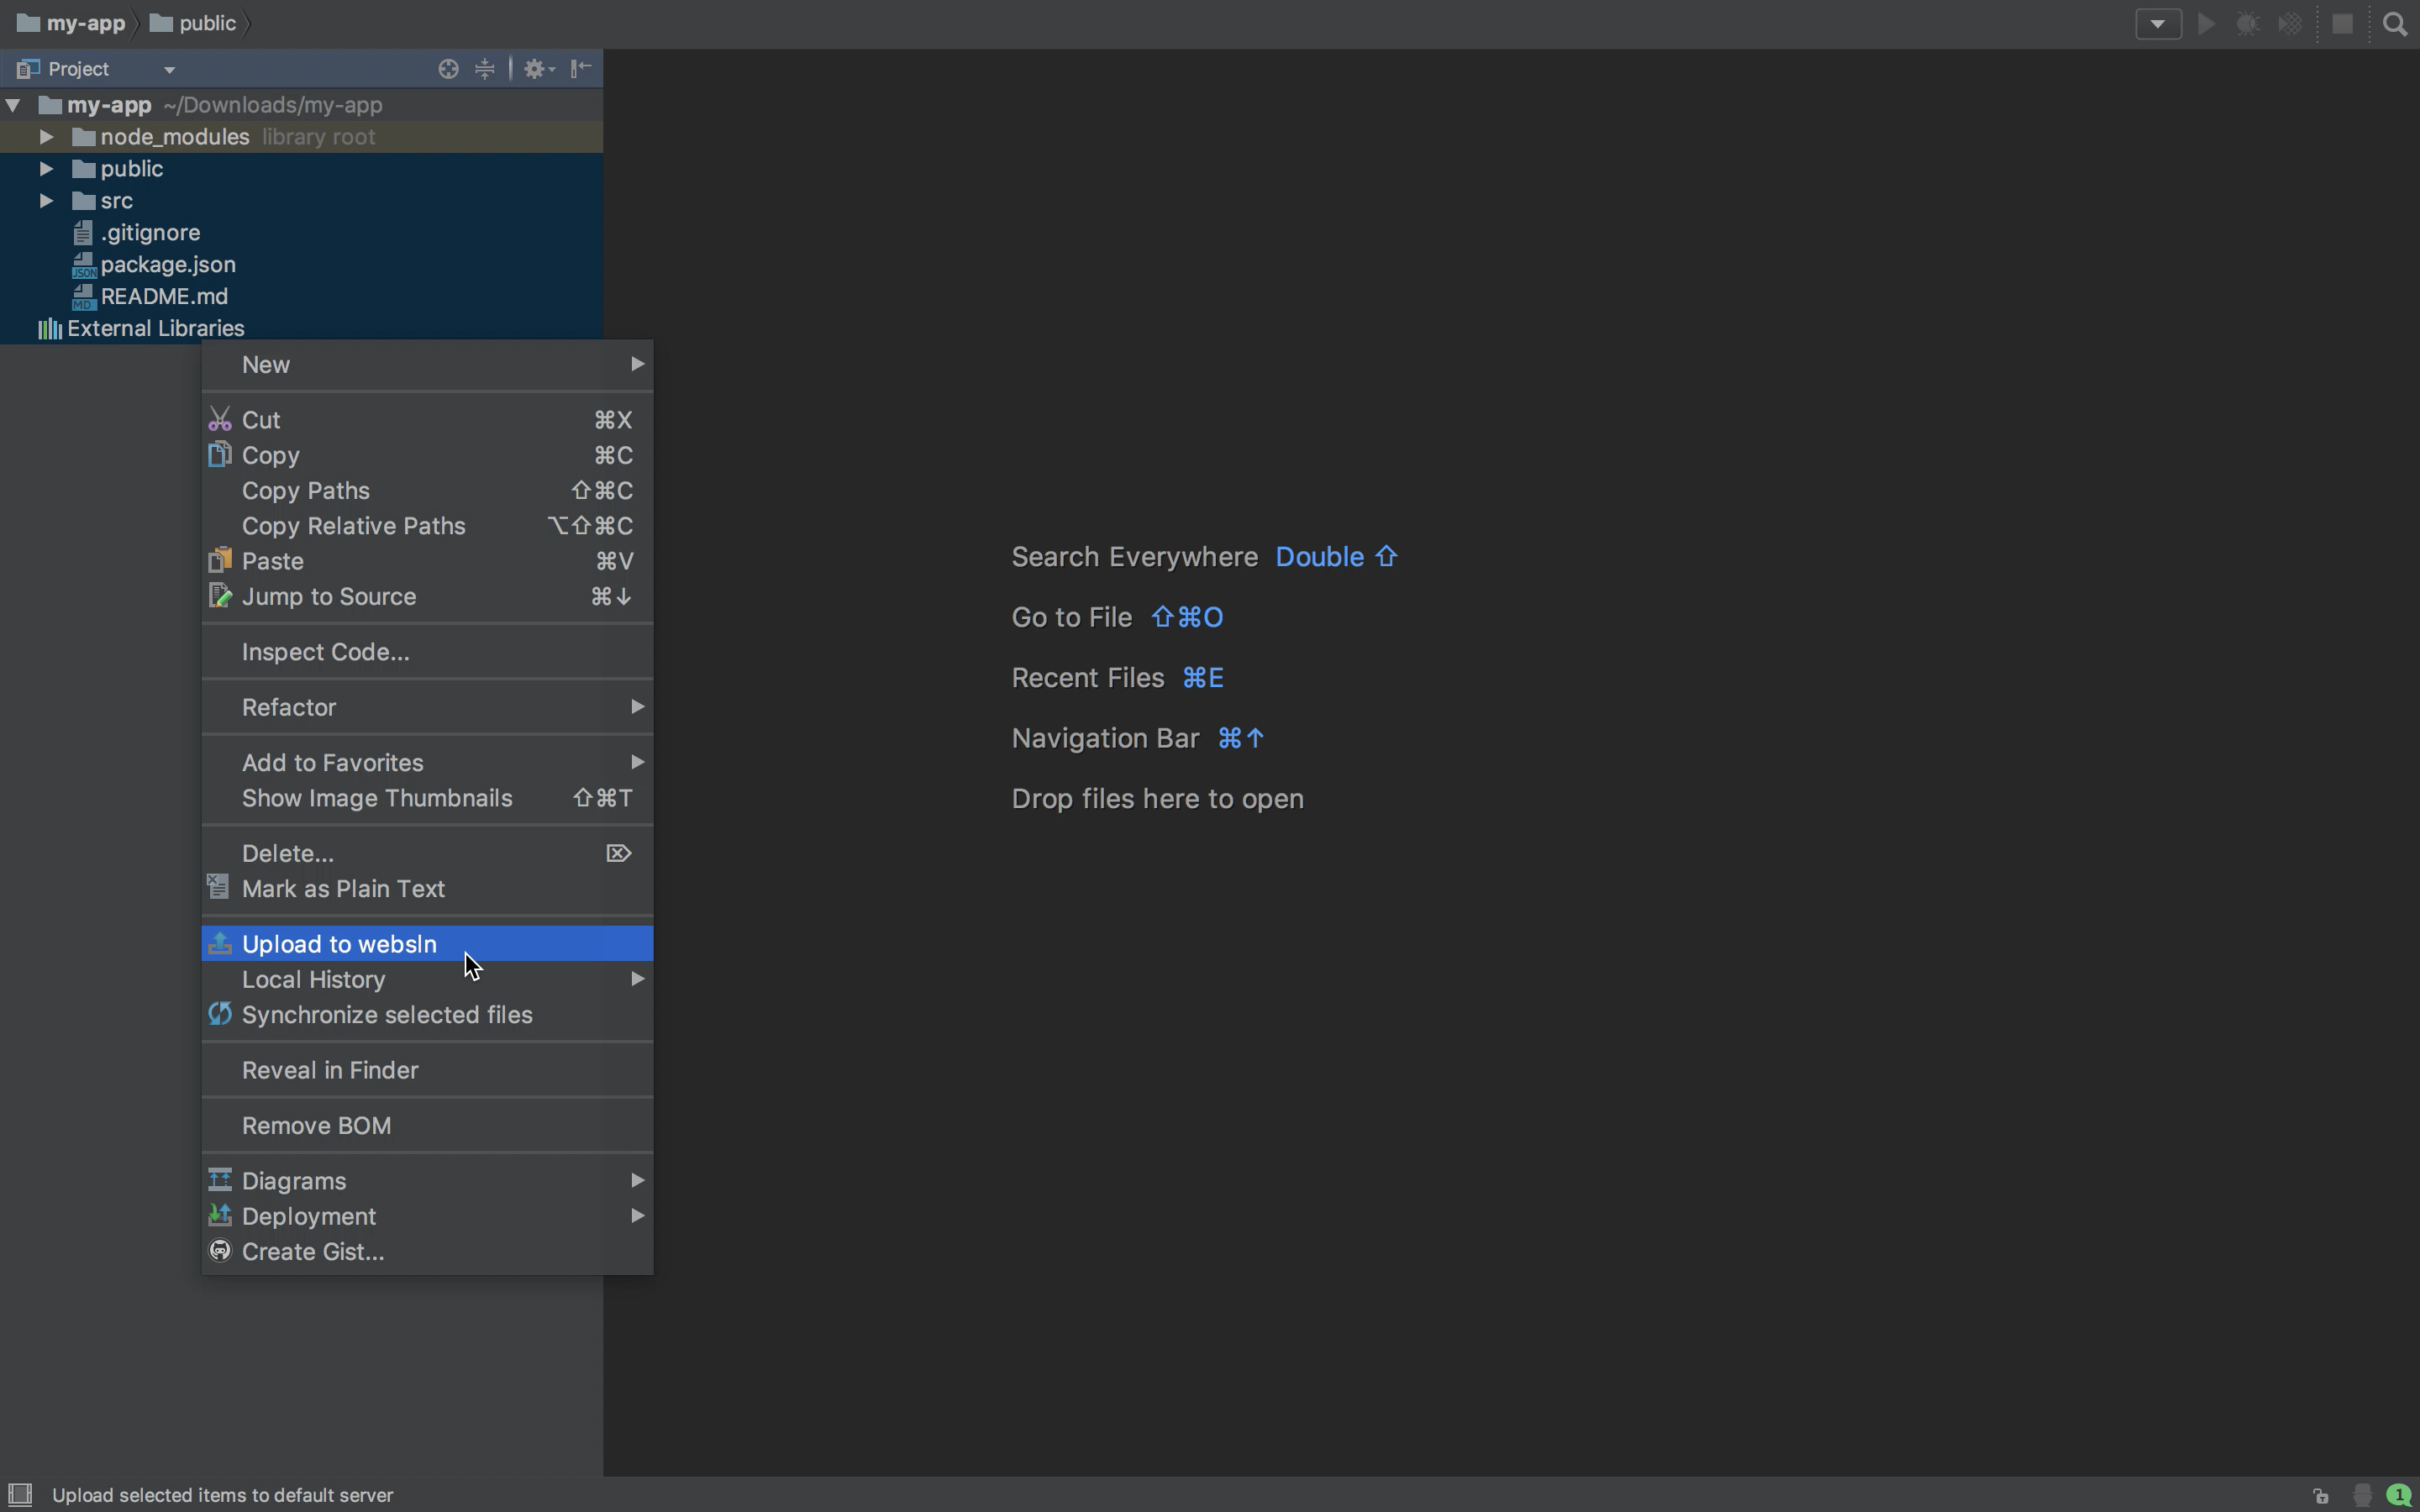 my-app public
Project
my-app ~/Downloads/my-app
node_modules library root
public
src
.gitignore
package.json
README.md
External Libraries
New
Cut ⌘X
Copy ⌘C
Copy Paths ⇧⌘C
Copy Relative Paths ⌥⇧⌘C
Paste ⌘V
Jump to Source ⌘↓
Inspect Code...
Refactor
Add to Favorites
Show Image Thumbnails ⇧⌘T
Delete... ⌦
Mark as Plain Text
Upload to websln
Local History
Synchronize selected files
Reveal in Finder
Remove BOM
Diagrams
Deployment
Create Gist...
Search Everywhere Double ⇧
Go to File ⇧⌘O
Recent Files ⌘E
Navigation Bar ⌘↑
Drop files here to open
Upload selected items to default server
1